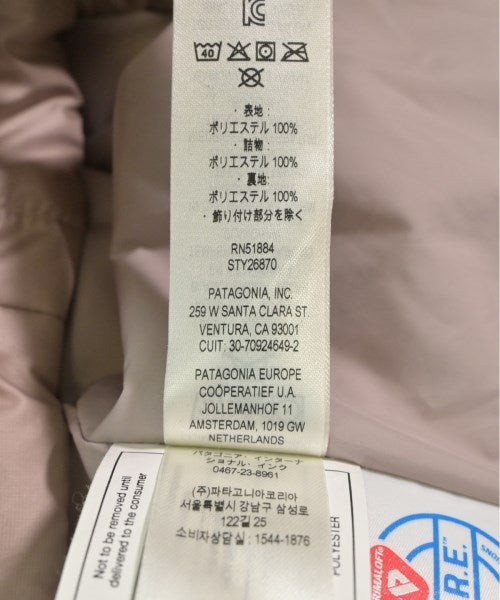 40
・表地:
ポリエステル 100%
・詰物:
ポリエステル 100%
・裏地:
ポリエステル 100%
・飾り付け部分を除く
RN51884
STY26870
PATAGONIA, INC.
259 W SANTA CLARA ST.
VENTURA, CA 93001
CUIT: 30-70924649-2
PATAGONIA EUROPE
COÖPERATIEF U.A.
JOLLEMANHOF 11
AMSTERDAM, 1019 GW
NETHERLANDS
パタゴニア・インターナ
ショナル・インク
0467-23-8961
(주)파타고니아코리아
서울특별시 강남구 삼성로
122길 25
소비자상담실 : 1544-1876
Not to be removed until
delivered to the consumer
POLYESTER
R.E.